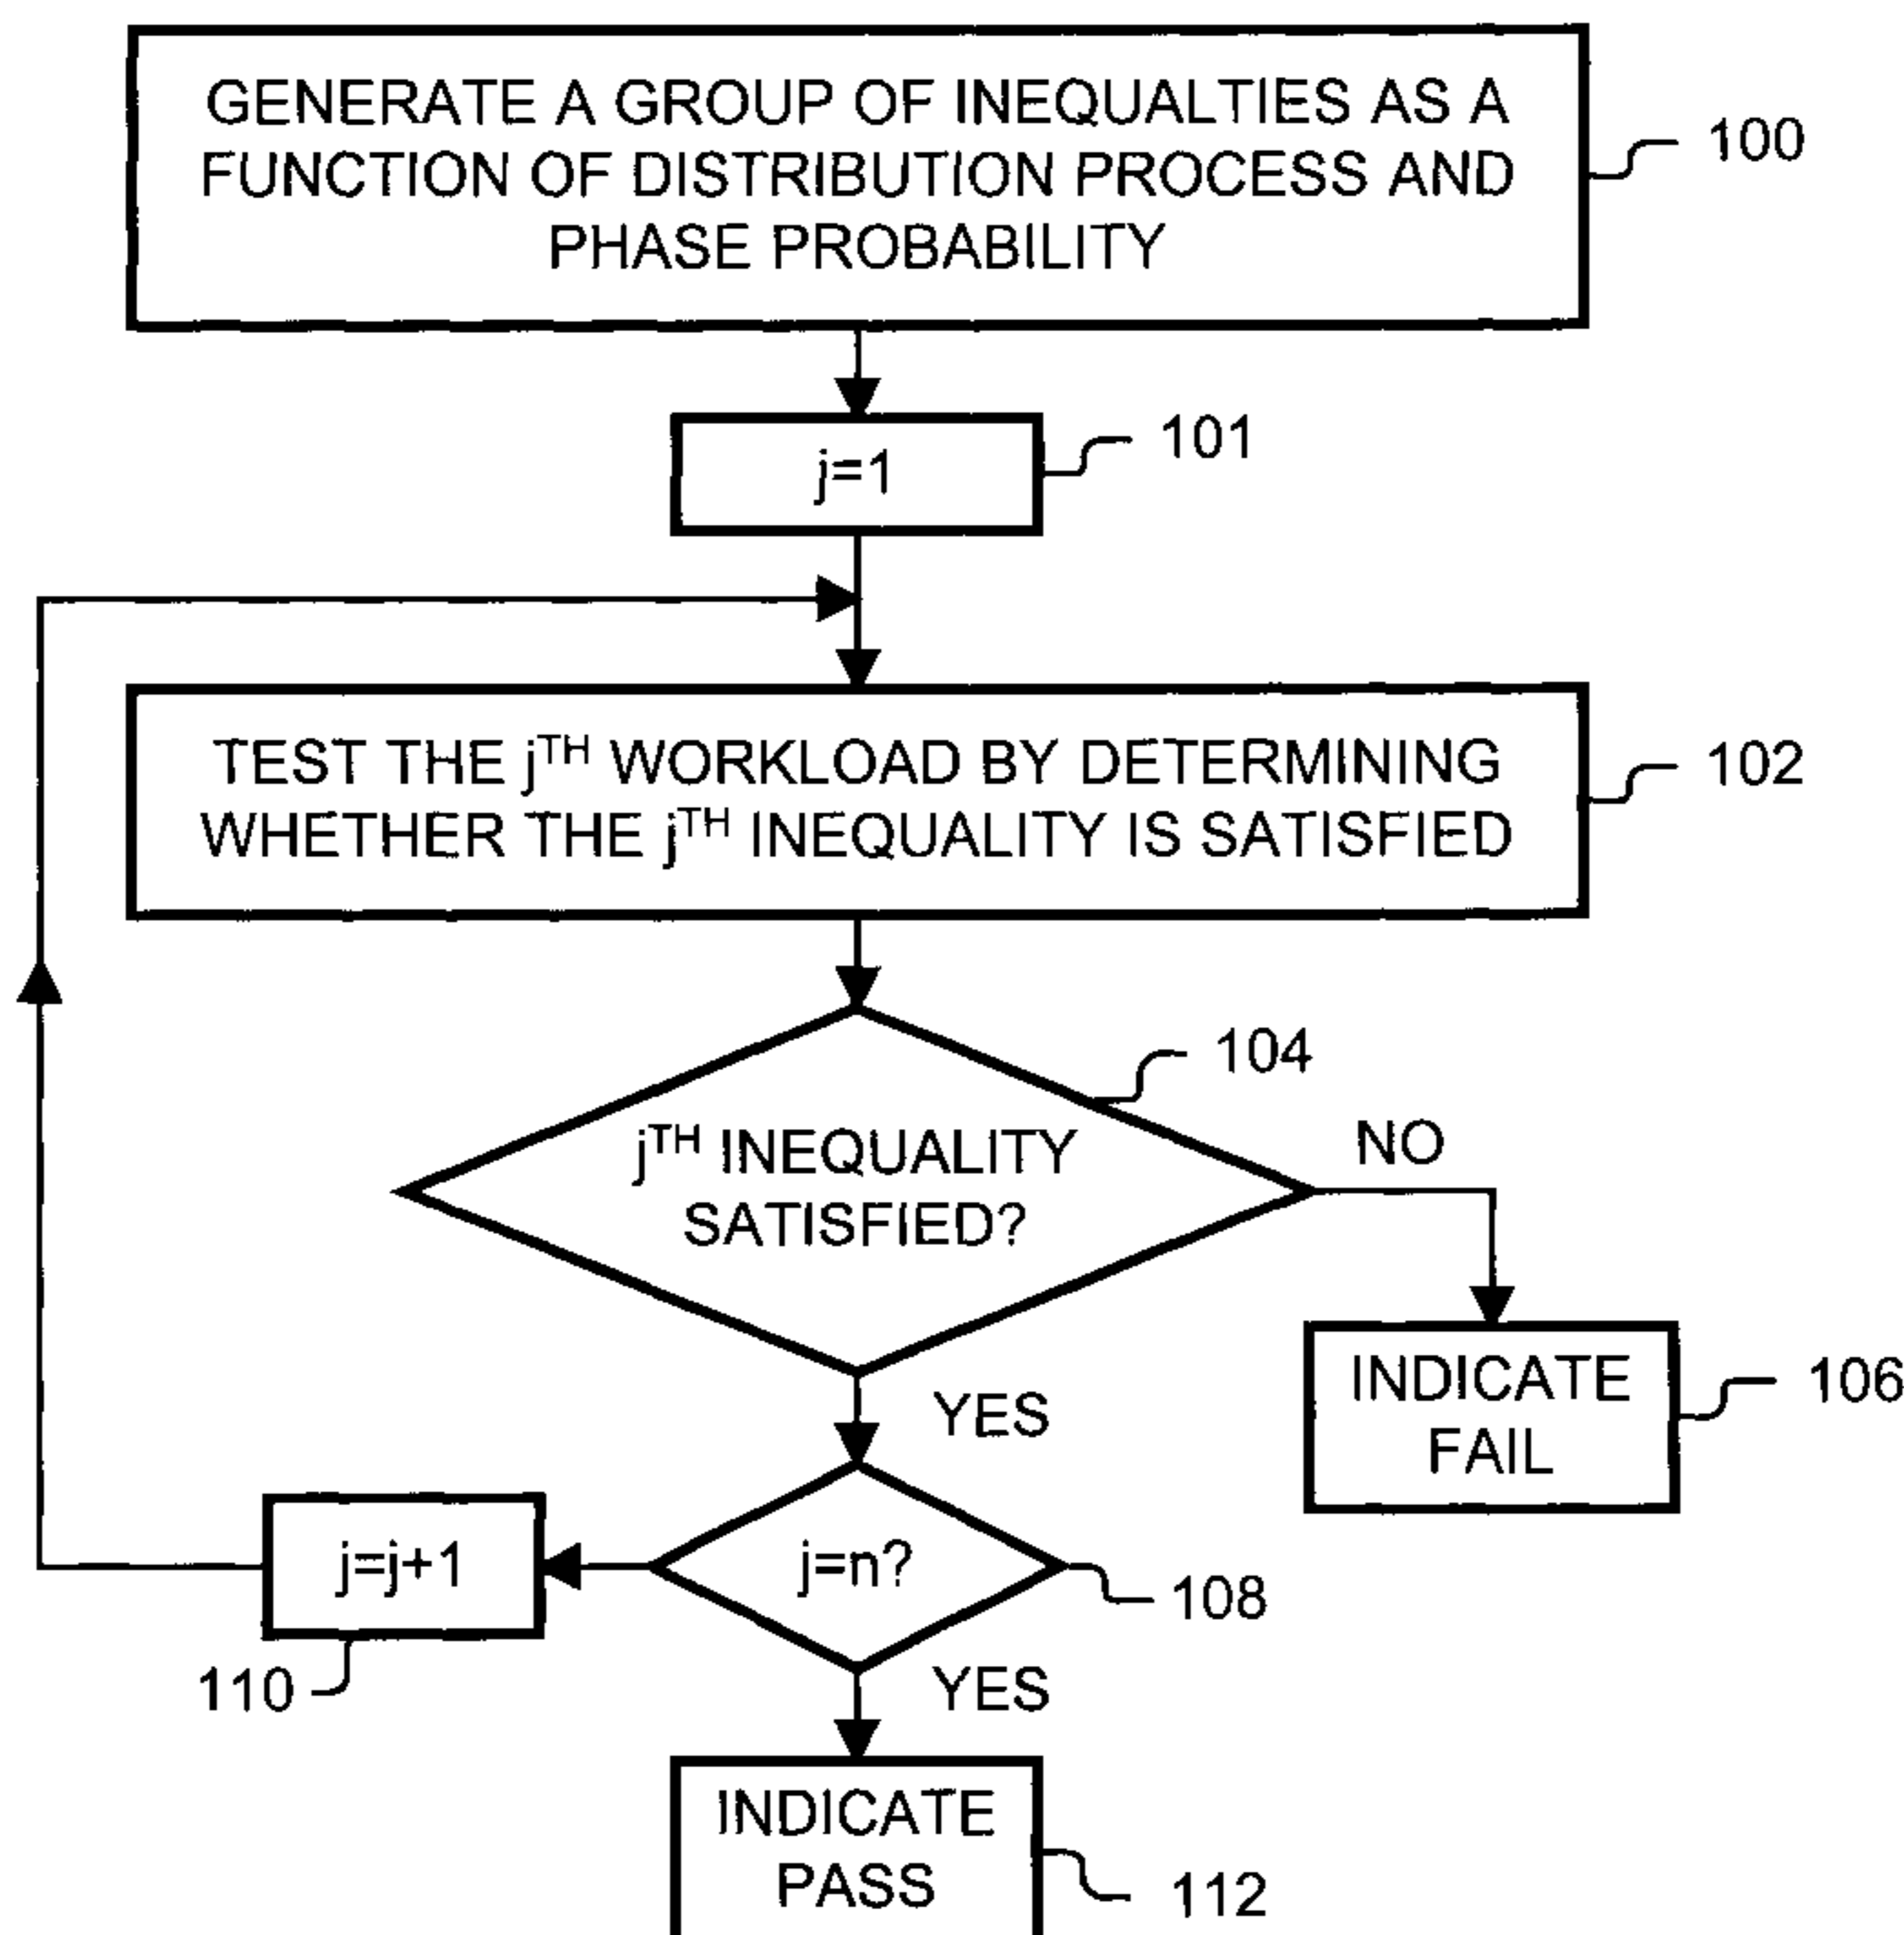 GENERATE A GROUP OF INEQUALTIES AS A
FUNCTION OF DISTRIBUTION PROCESS AND
PHASE PROBABILITY
100
j=1
101
TEST THE jTH WORKLOAD BY DETERMINING
WHETHER THE jTH INEQUALITY IS SATISFIED
102
104
jTH INEQUALITY
SATISFIED?
NO
INDICATE
FAIL
106
YES
j=n?
108
j=j+1
110
YES
INDICATE
PASS
112